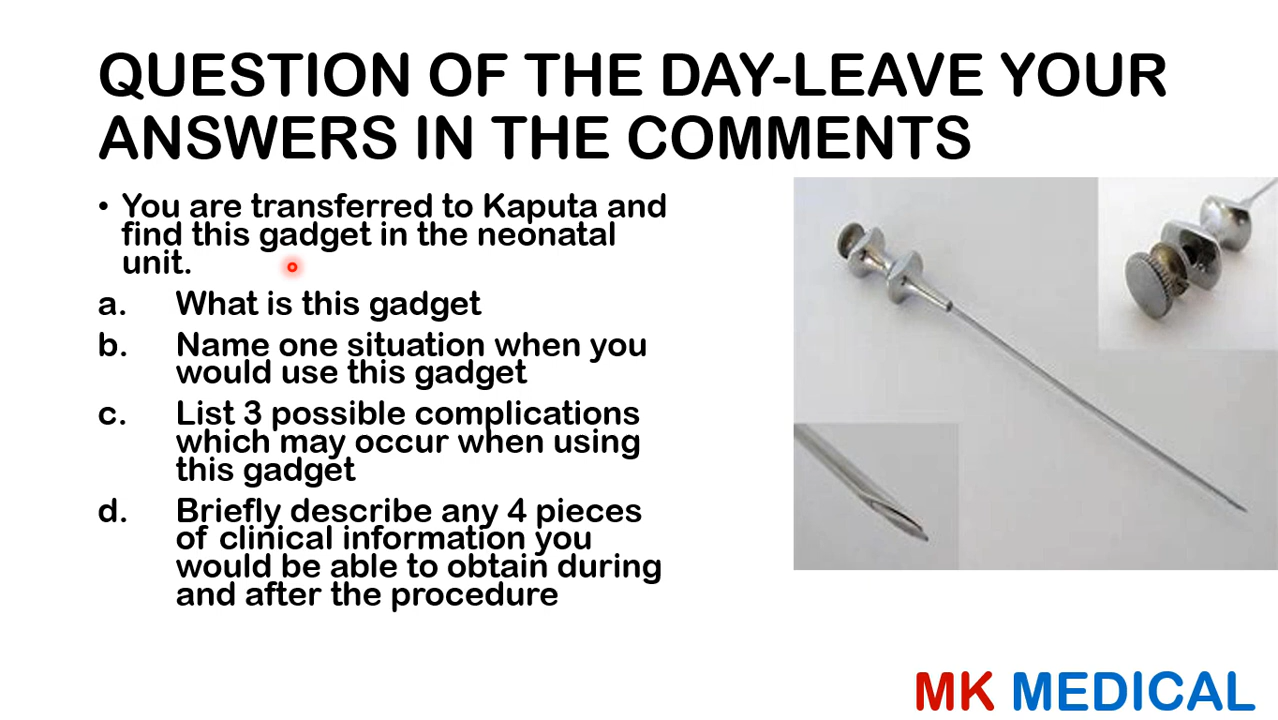 QUESTION OF THE DAY-LEAVE YOUR
ANSWERS IN THE COMMENTS
• You are transferred to Kaputa and
find this gadget in the neonatal
unit.
a. What is this gadget
b. Name one situation when you
would use this gadget
c. List 3 possible complications
which may occur when using
this gadget
d. Briefly describe any 4 pieces
of clinical information you
would be able to obtain during
and after the procedure
MK MEDICAL